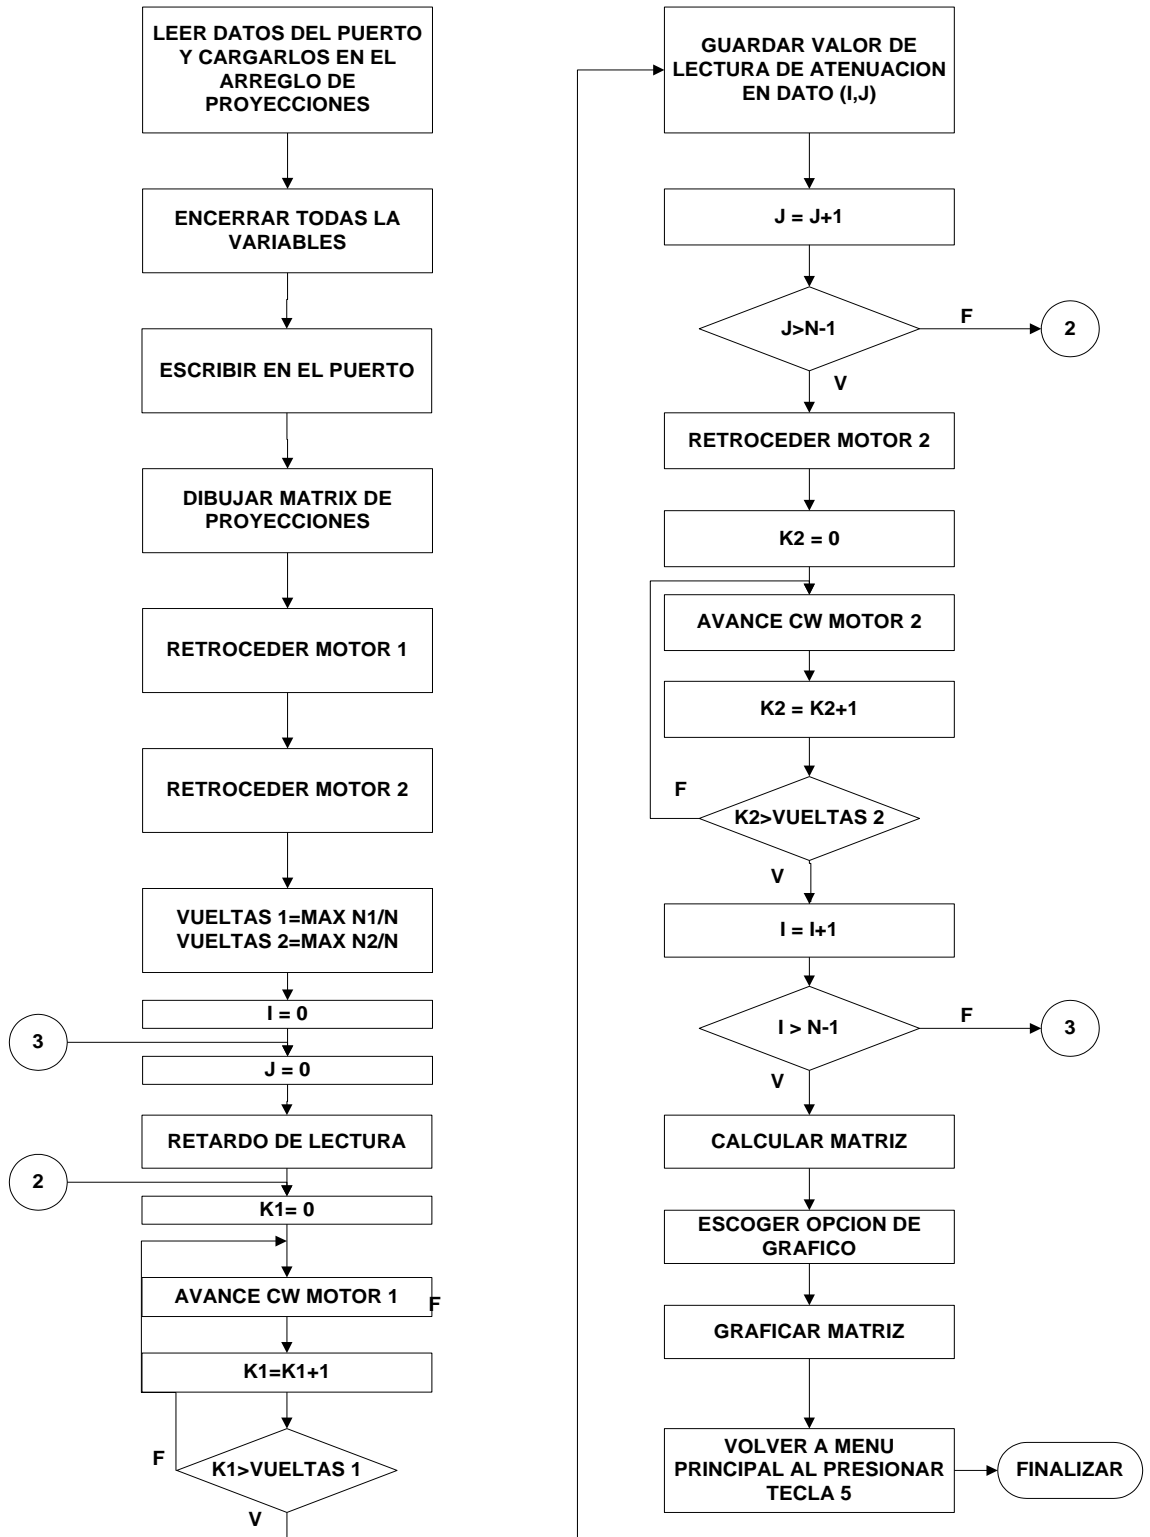 LEER DATOS DEL PUERTO
Y CARGARLOS EN EL
ARREGLO DE
PROYECCIONES
ENCERRAR TODAS LA
VARIABLES
ESCRIBIR EN EL PUERTO
DIBUJAR MATRIX DE
PROYECCIONES
RETROCEDER MOTOR 1
RETROCEDER MOTOR 2
VUELTAS 1=MAX N1/N
VUELTAS 2=MAX N2/N
I = 0
3
J = 0
RETARDO DE LECTURA
2
K1= 0
AVANCE CW MOTOR 1
F
K1=K1+1
F
K1>VUELTAS 1
V
GUARDAR VALOR DE
LECTURA DE ATENUACION
EN DATO (I,J)
J = J+1
J>N-1
F
2
V
RETROCEDER MOTOR 2
K2 = 0
AVANCE CW MOTOR 2
K2 = K2+1
F
K2>VUELTAS 2
V
I = I+1
I > N-1
F
3
V
CALCULAR MATRIZ
ESCOGER OPCION DE
GRAFICO
GRAFICAR MATRIZ
VOLVER A MENU
PRINCIPAL AL PRESIONAR
TECLA 5
FINALIZAR